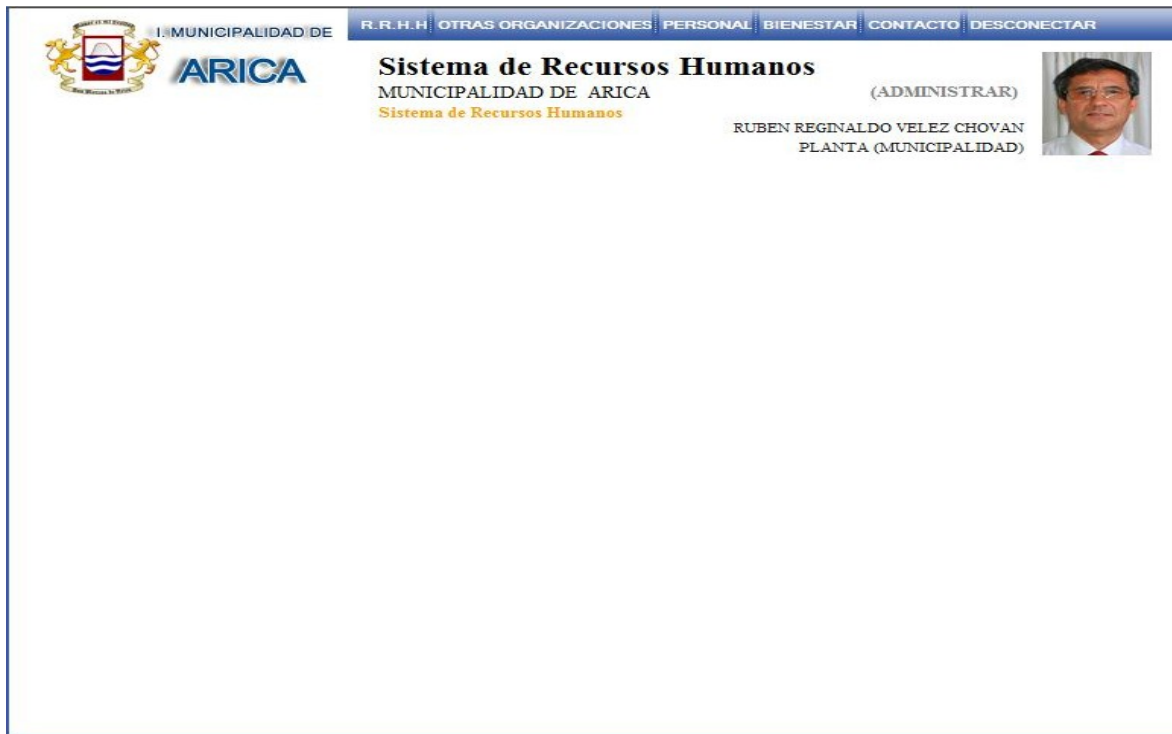 I. MUNICIPALIDAD DE
ARICA
R.R.H.H OTRAS ORGANIZACIONES PERSONAL BIENESTAR CONTACTO DESCONECTAR
Sistema de Recursos Humanos
MUNICIPALIDAD DE ARICA
(ADMINISTRAR)
Sistema de Recursos Humanos
RUBEN REGINALDO VELEZ CHOVAN
PLANTA (MUNICIPALIDAD)